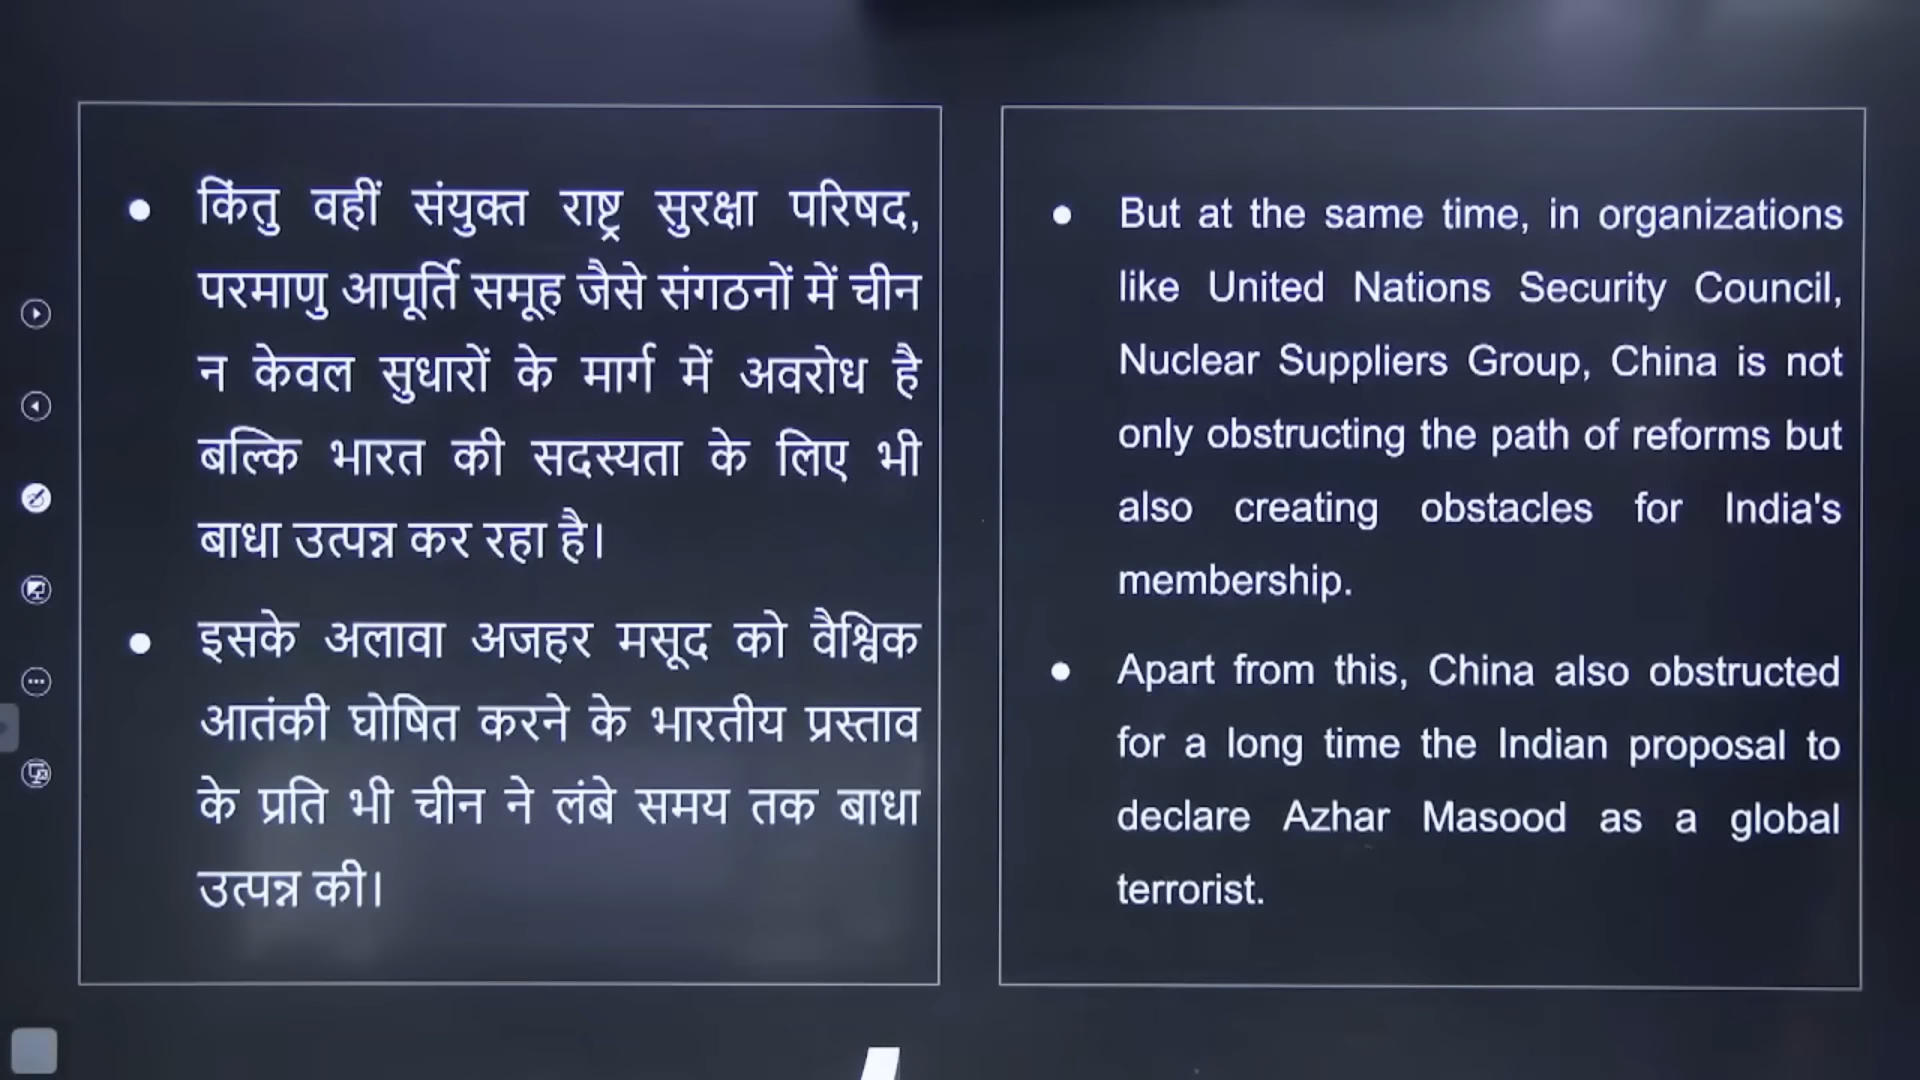 किंतु वहीं संयुक्त राष्ट्र सुरक्षा परिषद,
परमाणु आपूर्ति समूह जैसे संगठनों में चीन
न केवल सुधारों के मार्ग में अवरोध है
बल्कि भारत की सदस्यता के लिए भी
बाधा उत्पन्न कर रहा है।
इसके अलावा अजहर मसूद को वैश्विक
आतंकी घोषित करने के भारतीय प्रस्ताव
के प्रति भी चीन ने लंबे समय तक बाधा
उत्पन्न की।
But at the same time, in organizations
like United Nations Security Council,
Nuclear Suppliers Group, China is not
only obstructing the path of reforms but
also creating obstacles for India's
membership.
Apart from this, China also obstructed
for a long time the Indian proposal to
declare Azhar Masood as a global
terrorist.